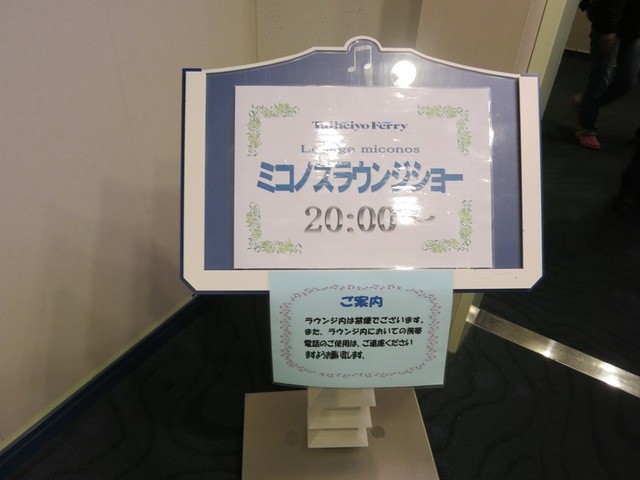 Taiheiyo Ferry
Lounge miconos
ミコノスラウンジショー
20:00～
ご案内
ラウンジ内は禁煙でございます。
また、ラウンジ内においての携帯
電話のご使用は、ご遠慮ください
ますようお願い致します。